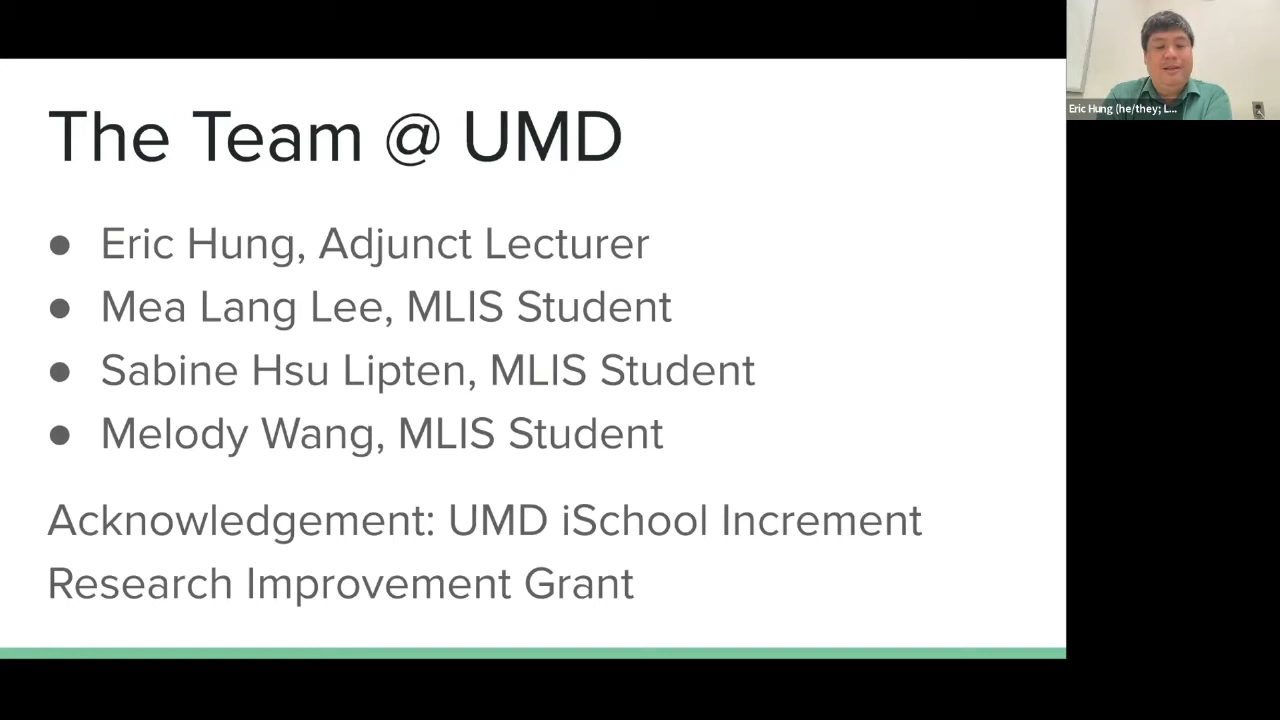 The Team @ UMD
● Eric Hung, Adjunct Lecturer
● Mea Lang Lee, MLIS Student
● Sabine Hsu Lipten, MLIS Student
● Melody Wang, MLIS Student
Acknowledgement: UMD iSchool Increment
Research Improvement Grant
Eric Hung (he/they; L...